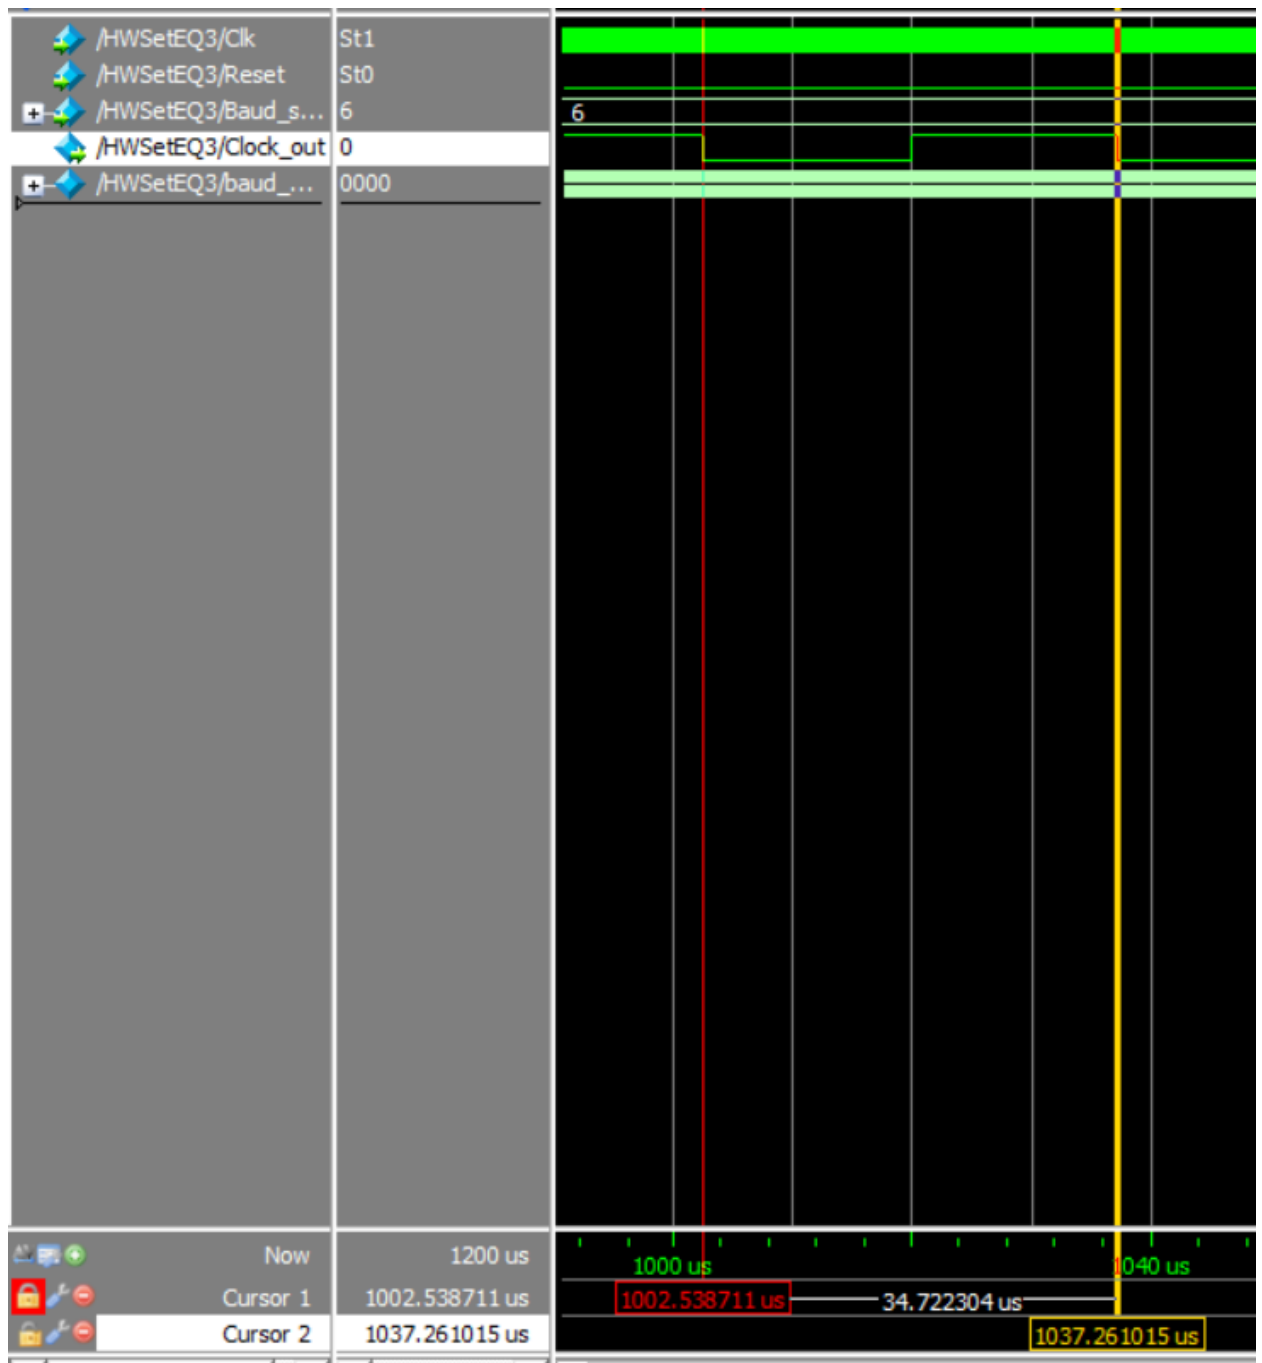 /HWSetEQ3/Clk St1
/HWSetEQ3/Reset St0
/HWSetEQ3/Baud_s... 6 6
/HWSetEQ3/Clock_out 0
/HWSetEQ3/baud_... 0000
Now 1200 us 1000 us 1040 us
Cursor 1 1002.538711 us 1002.538711 us 34.722304 us
Cursor 2 1037.261015 us 1037.261015 us